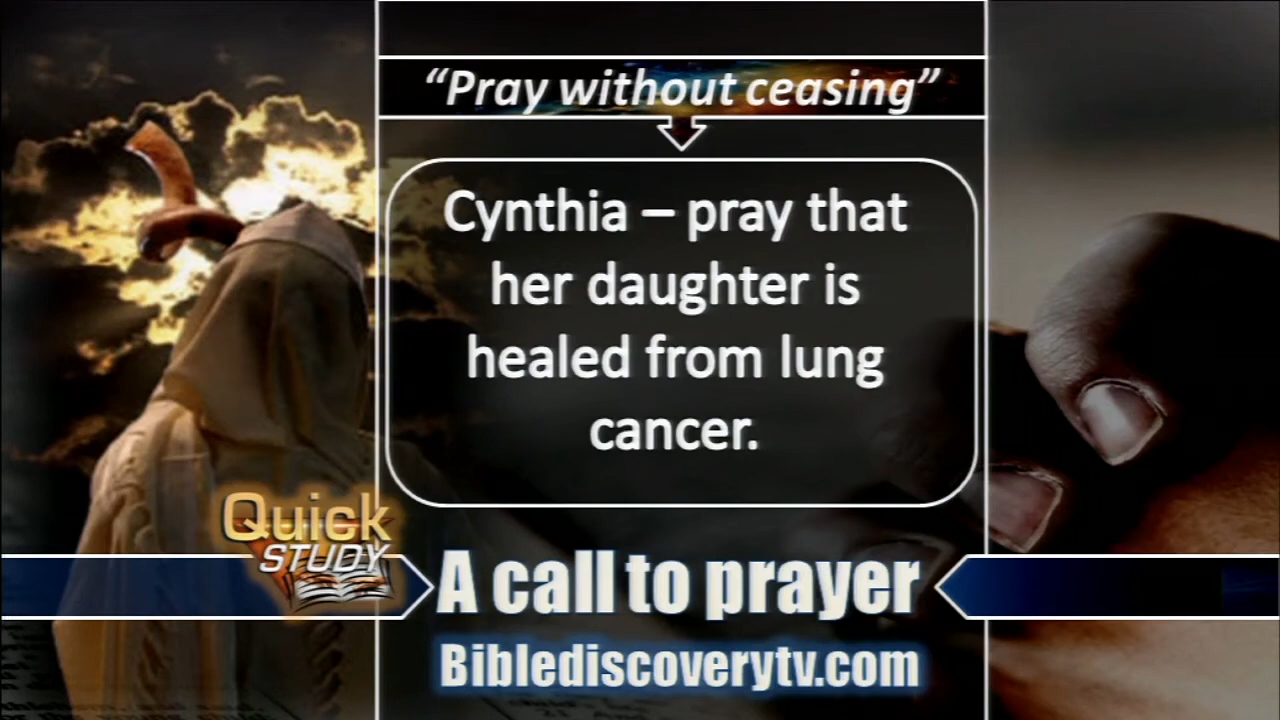 “Pray without ceasing”
Cynthia – pray that
her daughter is
healed from lung
cancer.
Quick
STUDY
A call to prayer
Biblediscoverytv.com